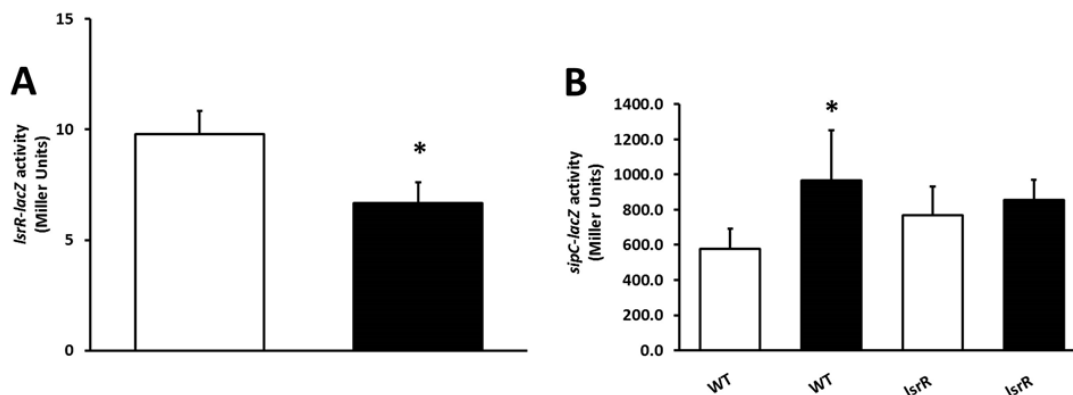 A
lsrR-lacZ activity
(Miller Units)
15
10
5
0
*
B
sipC-lacZ activity
(Miller Units)
1400.0
1200.0
1000.0
800.0
600.0
400.0
200.0
0.0
*
WT
WT
lsrR
lsrR